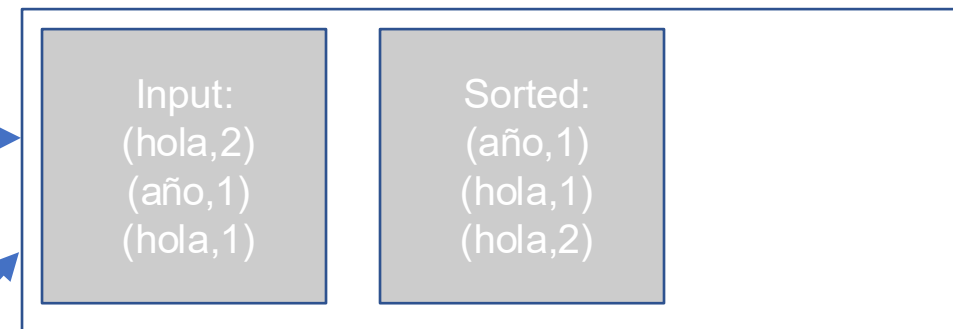 Input:
(hola,2)
(año,1)
(hola,1)
Sorted:
(año,1)
(hola,1)
(hola,2)